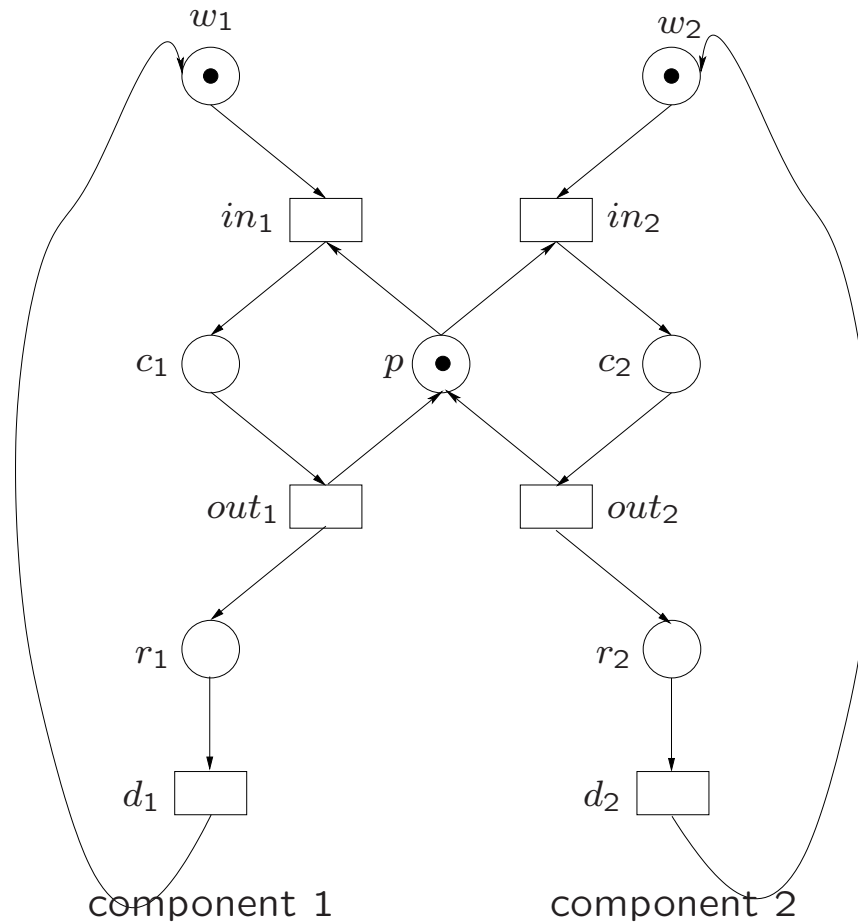 w₁ w₂
in₁ in₂
c₁ p c₂
out₁ out₂
r₁ r₂
d₁ d₂
component 1 component 2